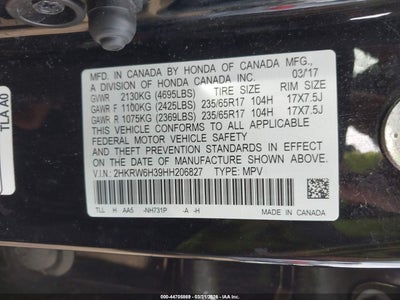 TLA A0
MFD. IN CANADA BY HONDA OF CANADA MFG.,
A DIVISION OF HONDA CANADA INC. 03/17
GVWR 2130KG (4695LBS) TIRE SIZE RIM SIZE
GAWR F 1100KG (2425LBS) 235/65R17 104H 17X7.5J
GAWR R 1075KG (2369LBS) 235/65R17 104H 17X7.5J
THIS VEHICLE CONFORMS TO ALL APPLICABLE
FEDERAL MOTOR VEHICLE SAFETY AND THEFT
PREVENTION STANDARDS IN EFFECT ON THE DATE
OF MANUFACTURE SHOWN ABOVE.
V.I.N.: 2HKRW6H39HH206827 TYPE: MPV
TLL H AA5 -NH731P -A -H
MADE IN CANADA